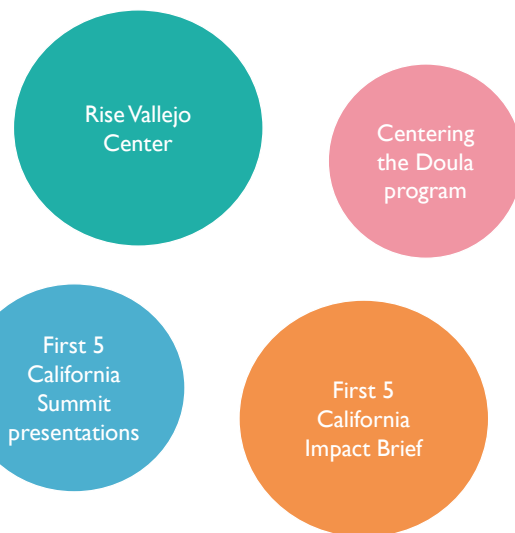 Rise Vallejo
Center
Centering
the Doula
program
First 5
California
Summit
presentations
First 5
California
Impact Brief